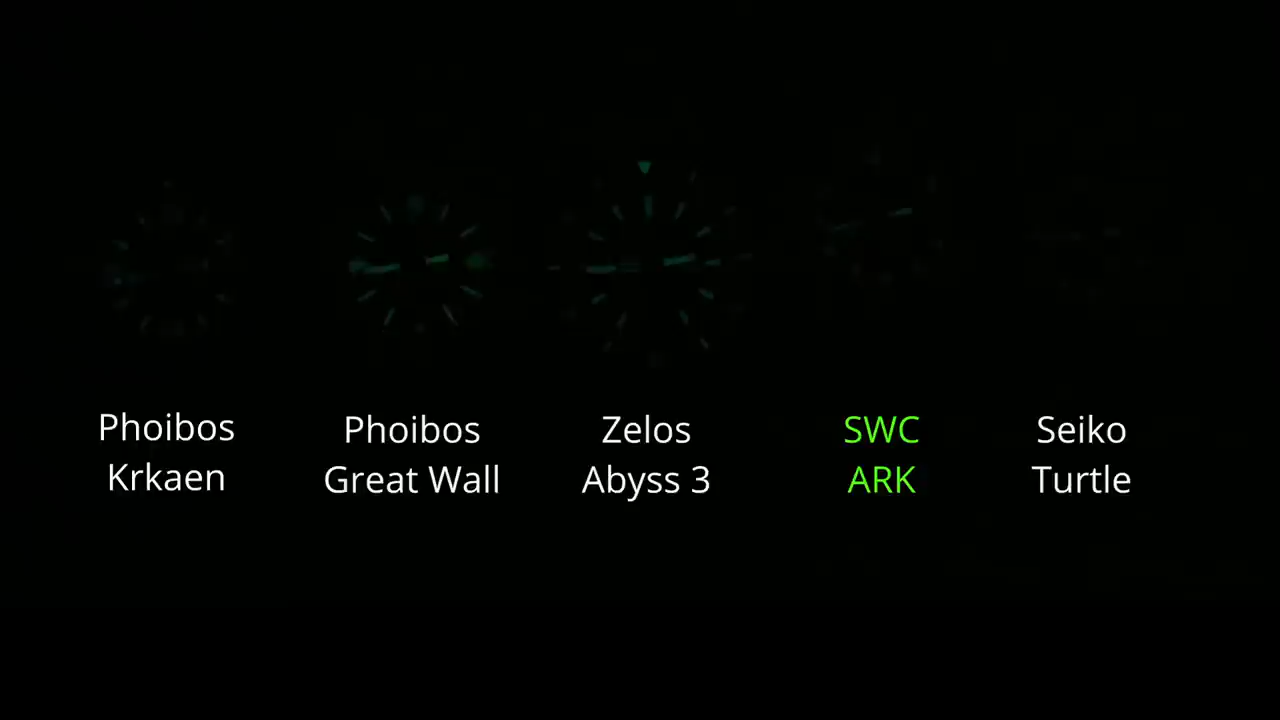 Phoibos
Krkaen
Phoibos
Great Wall
Zelos
Abyss 3
SWC
ARK
Seiko
Turtle